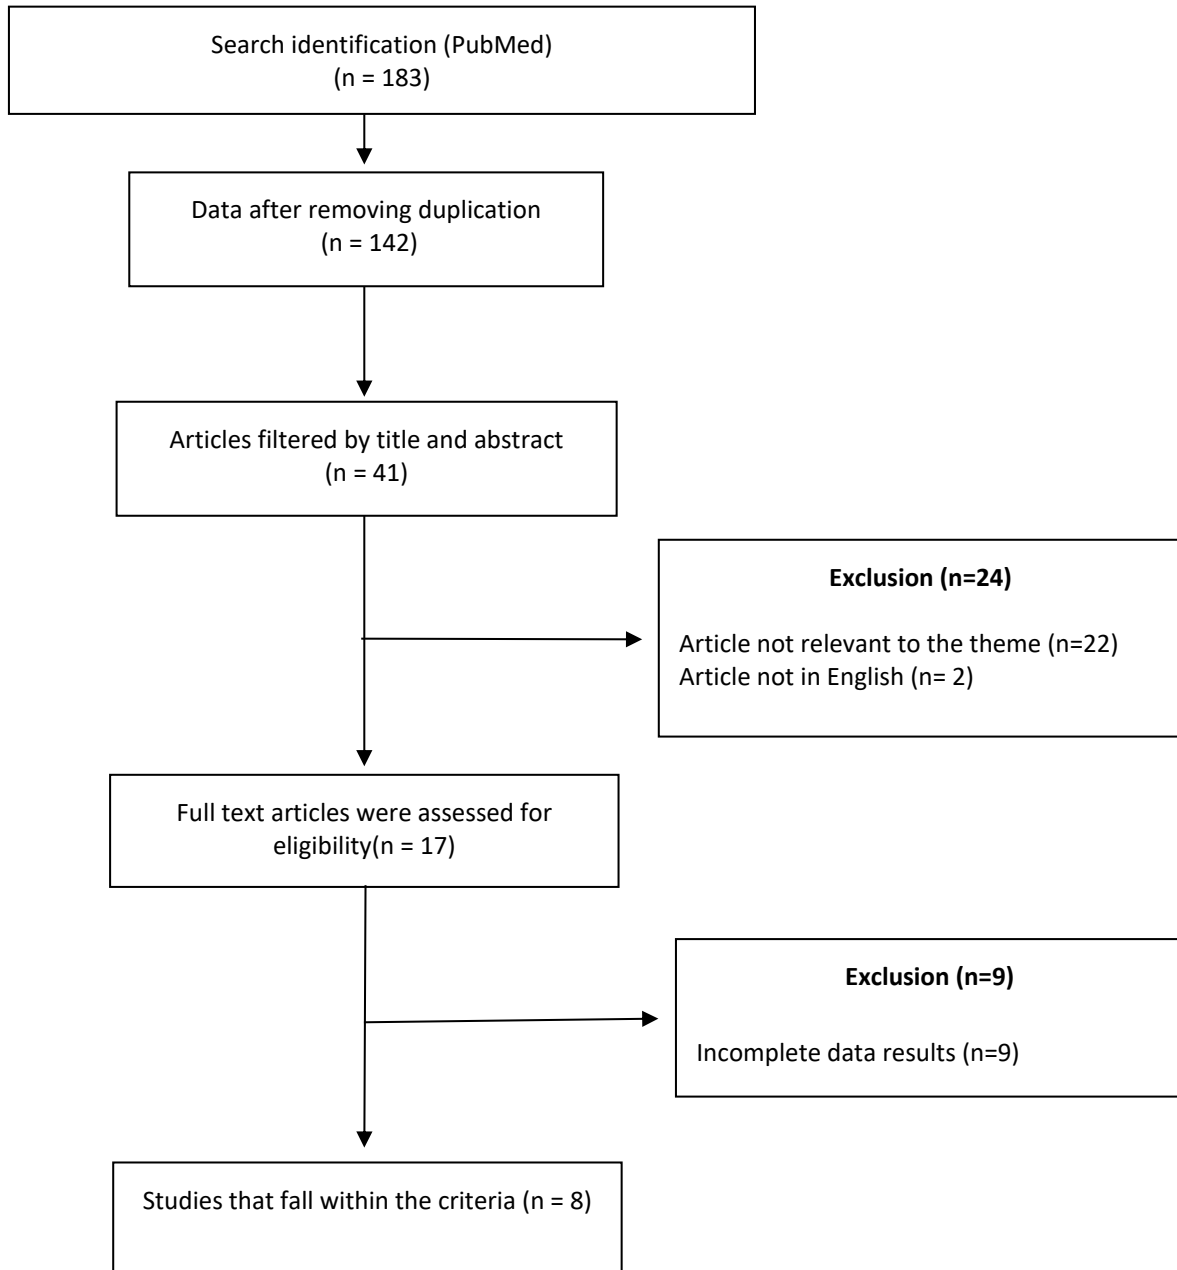 Search identification (PubMed)
(n = 183)
Data after removing duplication
(n = 142)
Articles filtered by title and abstract
(n = 41)
Exclusion (n=24)
Article not relevant to the theme (n=22)
Article not in English (n= 2)
Full text articles were assessed for
eligibility(n = 17)
Exclusion (n=9)
Incomplete data results (n=9)
Studies that fall within the criteria (n = 8)